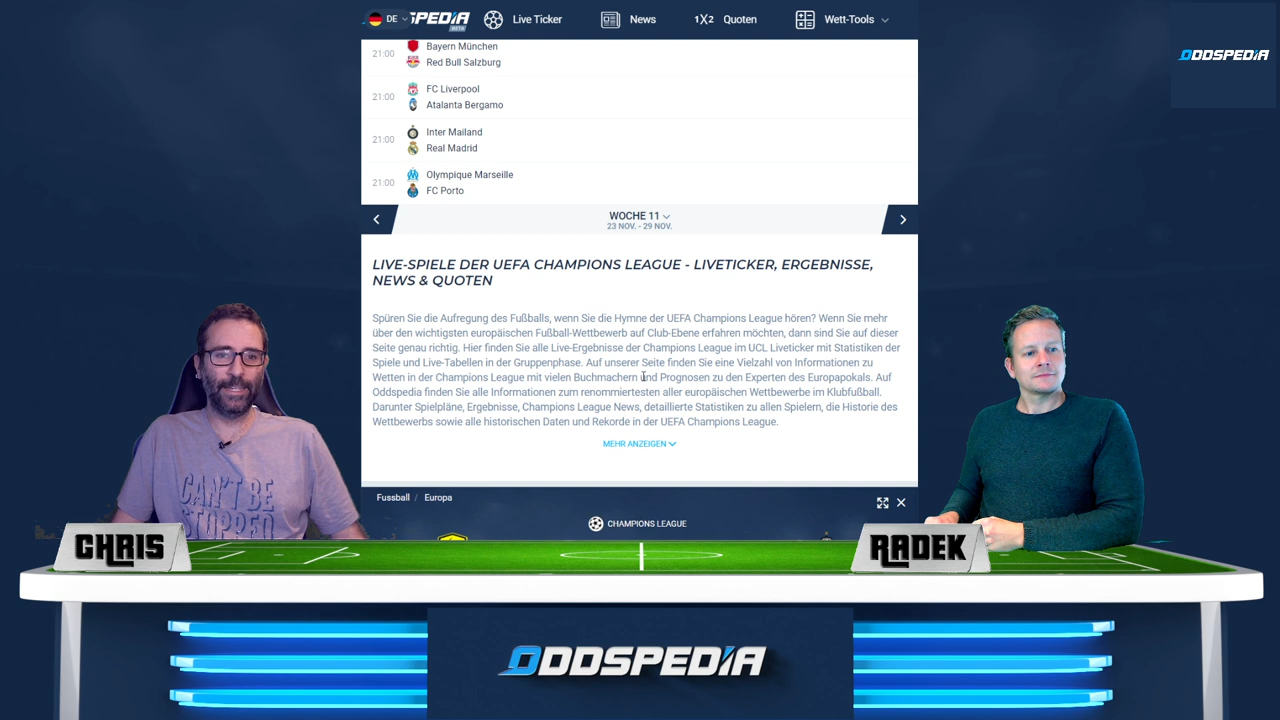 DE
SPEDIA
BETA
Live Ticker
News
1X2 Quoten
Wett-Tools
ODDSPEDIA
21:00
Bayern München
Red Bull Salzburg
21:00
FC Liverpool
Atalanta Bergamo
21:00
Inter Mailand
Real Madrid
21:00
Olympique Marseille
FC Porto
WOCHE 11
23 NOV. - 29 NOV.
LIVE-SPIELE DER UEFA CHAMPIONS LEAGUE - LIVETICKER, ERGEBNISSE,
NEWS & QUOTEN
Spüren Sie die Aufregung des Fußballs, wenn Sie die Hymne der UEFA Champions League hören? Wenn Sie mehr
über den wichtigsten europäischen Fußball-Wettbewerb auf Club-Ebene erfahren möchten, dann sind Sie auf dieser
Seite genau richtig. Hier finden Sie alle Live-Ergebnisse der Champions League im UCL Liveticker mit Statistiken der
Spiele und Live-Tabellen in der Gruppenphase. Auf unserer Seite finden Sie eine Vielzahl von Informationen zu
Wetten in der Champions League mit vielen Buchmachern und Prognosen zu den Experten des Europapokals. Auf
Oddspedia finden Sie alle Informationen zum renommiertesten aller europäischen Wettbewerbe im Klubfußball.
Darunter Spielpläne, Ergebnisse, Champions League News, detaillierte Statistiken zu allen Spielern, die Historie des
Wettbewerbs sowie alle historischen Daten und Rekorde in der UEFA Champions League.
MEHR ANZEIGEN
Fussball / Europa
CHAMPIONS LEAGUE
CAN'T BE
STOPPED
CHRIS
RADEK
ODDSPEDIA